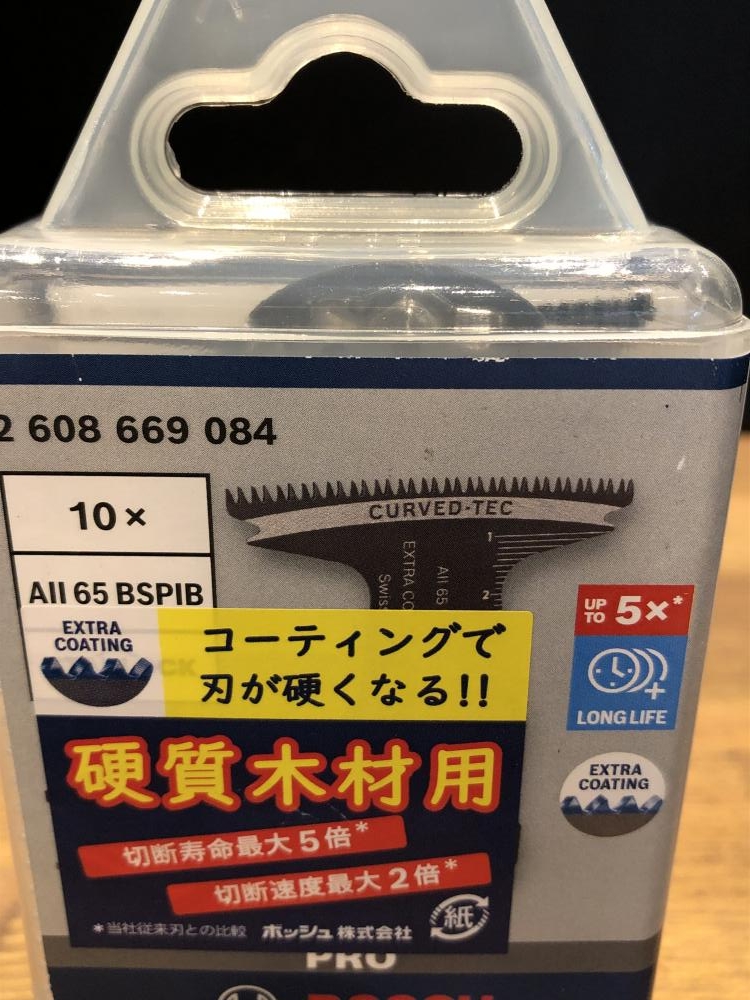 2 608 669 084
10×
AII 65 BSPIB
CURVED-TEC
1
2
EXTRA CO
AII 65
Swiss
UP TO 5×*
LONG LIFE
EXTRA
COATING
EXTRA
COATING
コーティングで
刃が硬くなる!!
硬質木材用
切断寿命最大5倍*
切断速度最大2倍*
*当社従来刃との比較 ボッシュ株式会社
紙
PRO
BOSCH